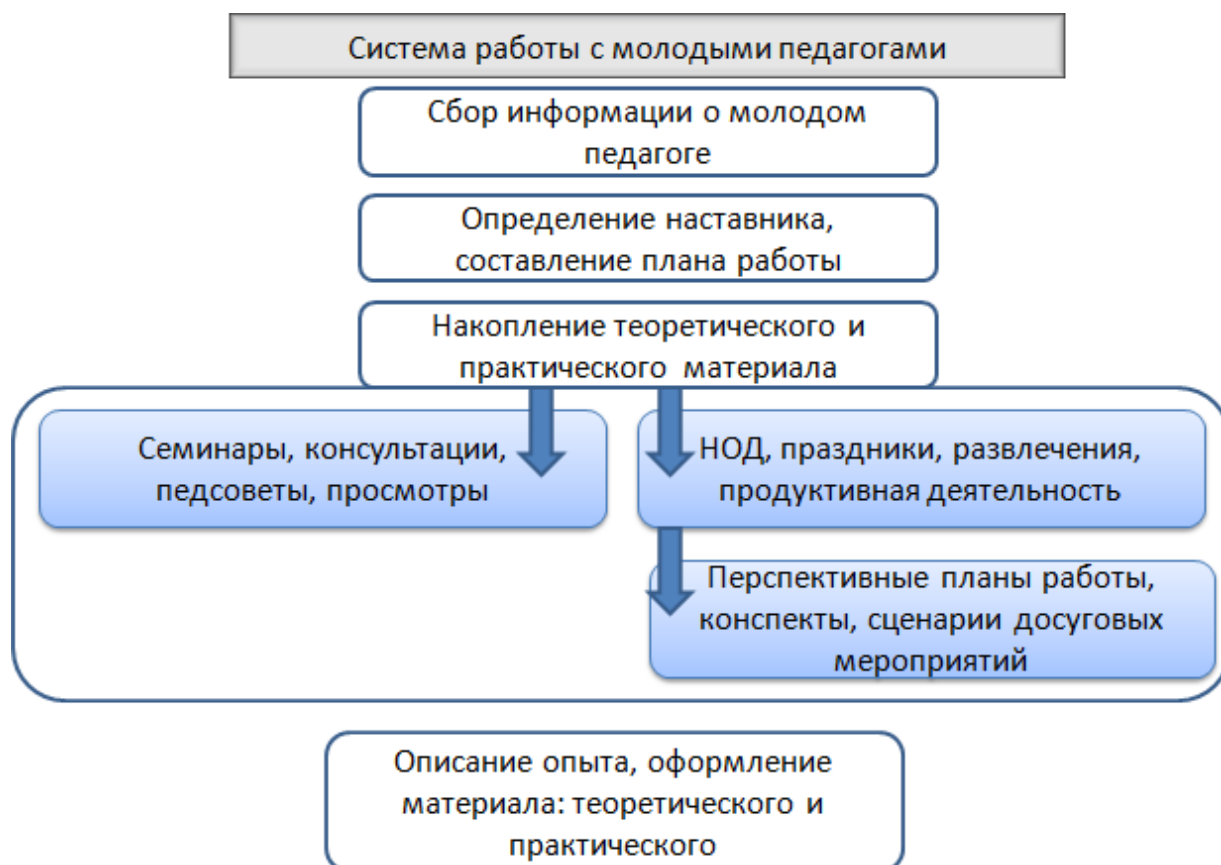 Система работы с молодыми педагогами
Сбор информации о молодом
педагоге
Определение наставника,
составление плана работы
Накопление теоретического и
практического материала
Семинары, консультации,
педсоветы, просмотры
НОД, праздники, развлечения,
продуктивная деятельность
Перспективные планы работы,
конспекты, сценарии досуговых
мероприятий
Описание опыта, оформление
материала: теоретического и
практического